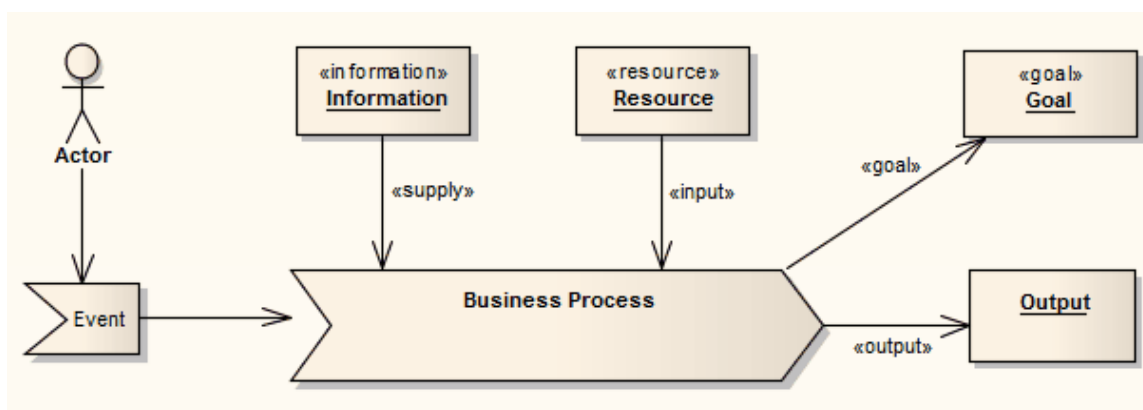 «information»
Information
«resource»
Resource
«goal»
Goal
Actor
«supply»
«input»
«goal»
Event
Business Process
Output
«output»